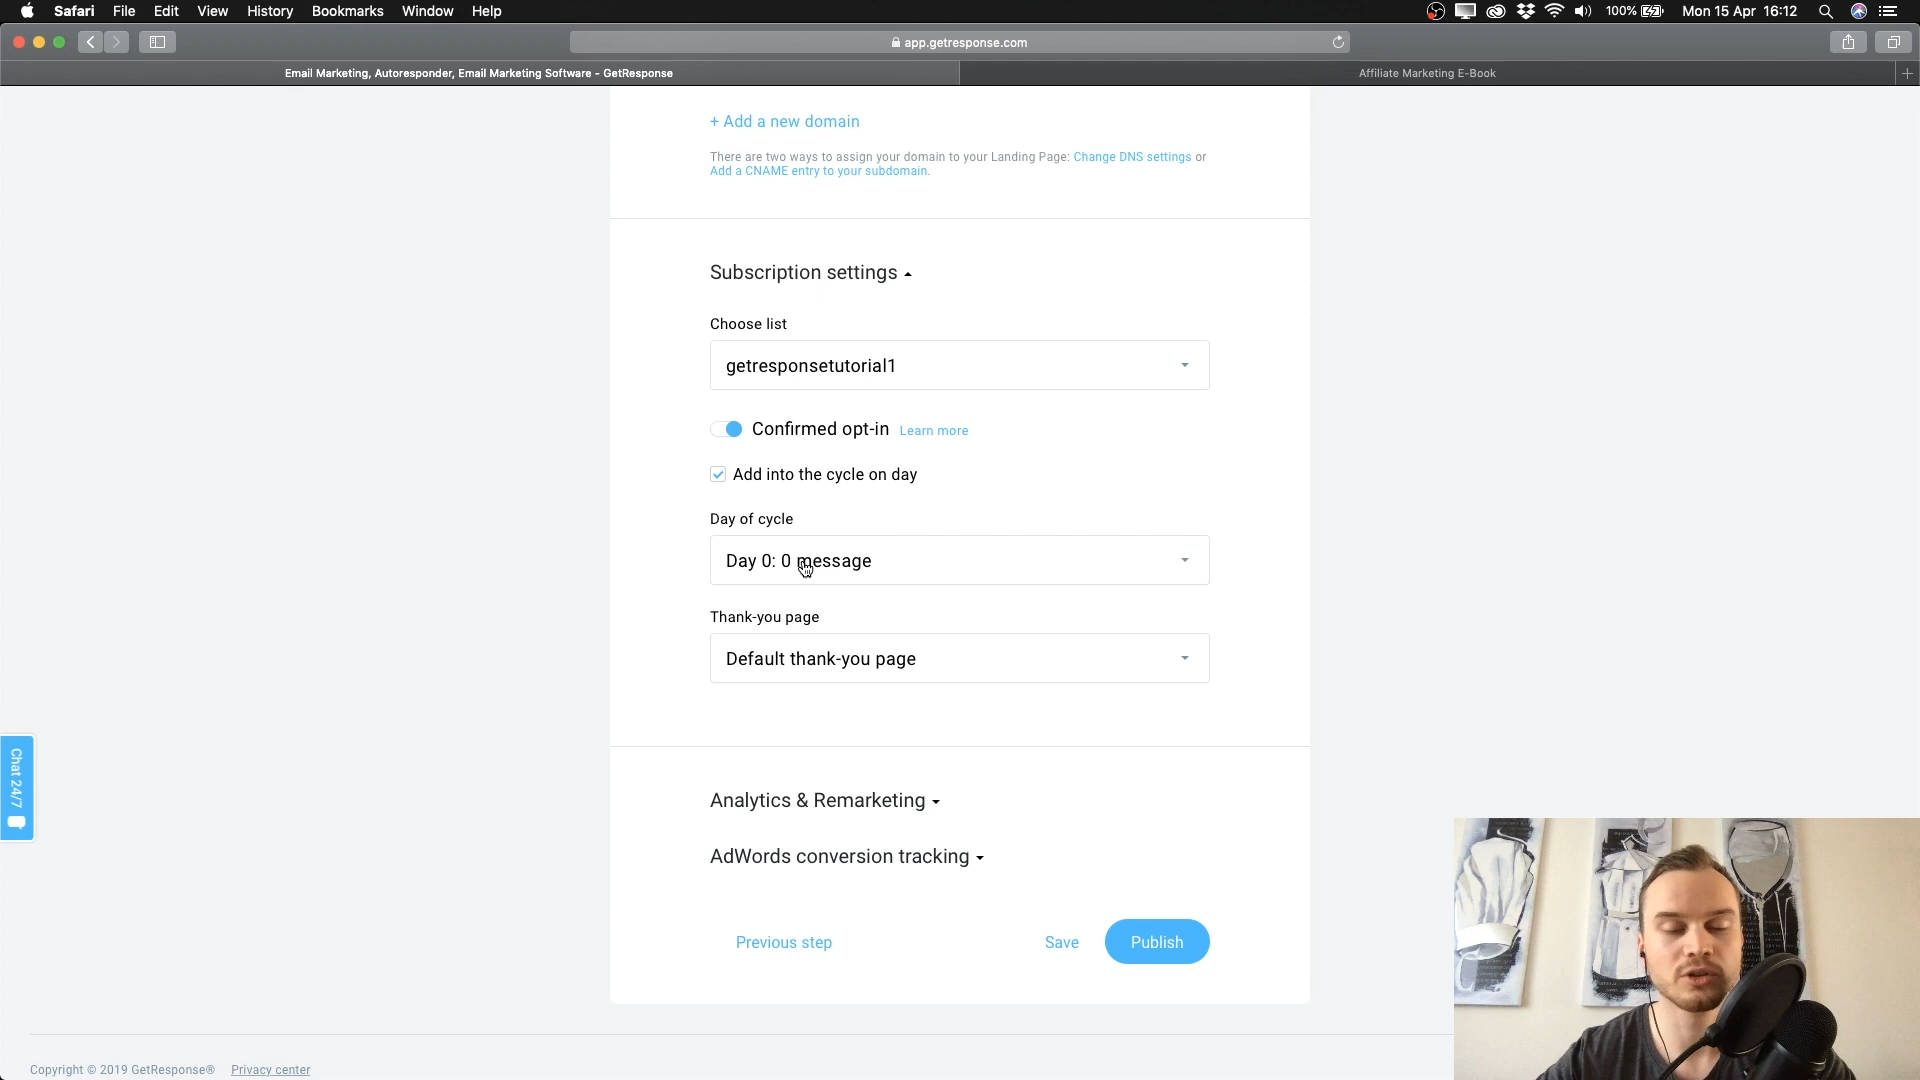 Safari File Edit View History Bookmarks Window Help 100% Mon 15 Apr 16:12
app.getresponse.com
Email Marketing, Autoresponder, Email Marketing Software - GetResponse
Affiliate Marketing E-Book
+ Add a new domain
There are two ways to assign your domain to your Landing Page: Change DNS settings or
Add a CNAME entry to your subdomain.
Subscription settings
Choose list
getresponsetutorial1
Confirmed opt-in Learn more
Add into the cycle on day
Day of cycle
Day 0: 0 message
Thank-you page
Default thank-you page
Chat 24/7
Analytics & Remarketing
AdWords conversion tracking
Previous step Save Publish
Copyright © 2019 GetResponse® Privacy center